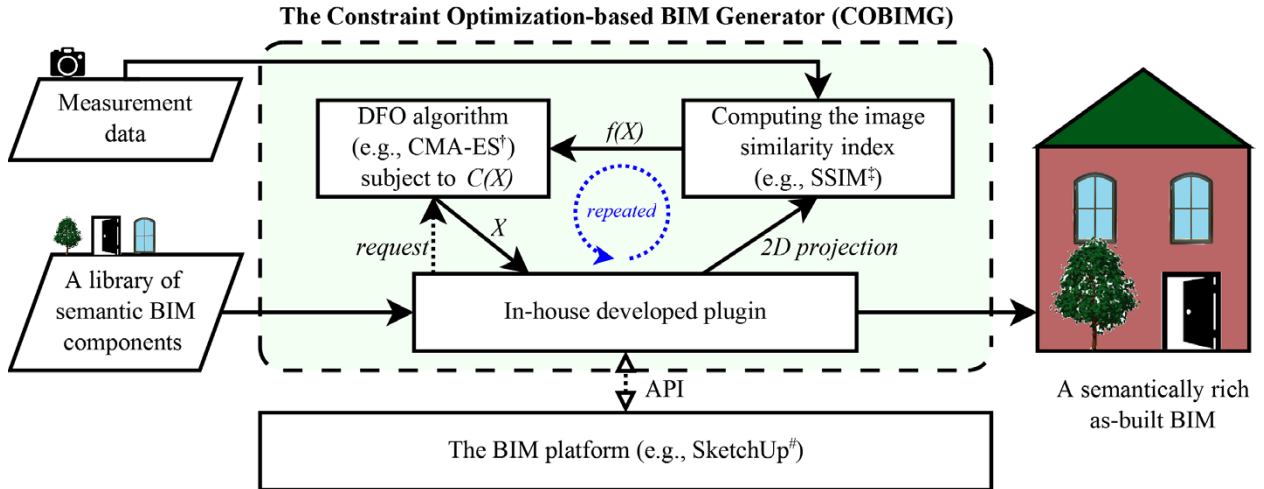 The Constraint Optimization-based BIM Generator (COBIMG)
Measurement
data
DFO algorithm
(e.g., CMA-ES†)
subject to C(X)
f(X)
Computing the image
similarity index
(e.g., SSIM‡)
repeated
request
X
2D projection
A library of
semantic BIM
components
In-house developed plugin
API
A semantically rich
as-built BIM
The BIM platform (e.g., SketchUp#)